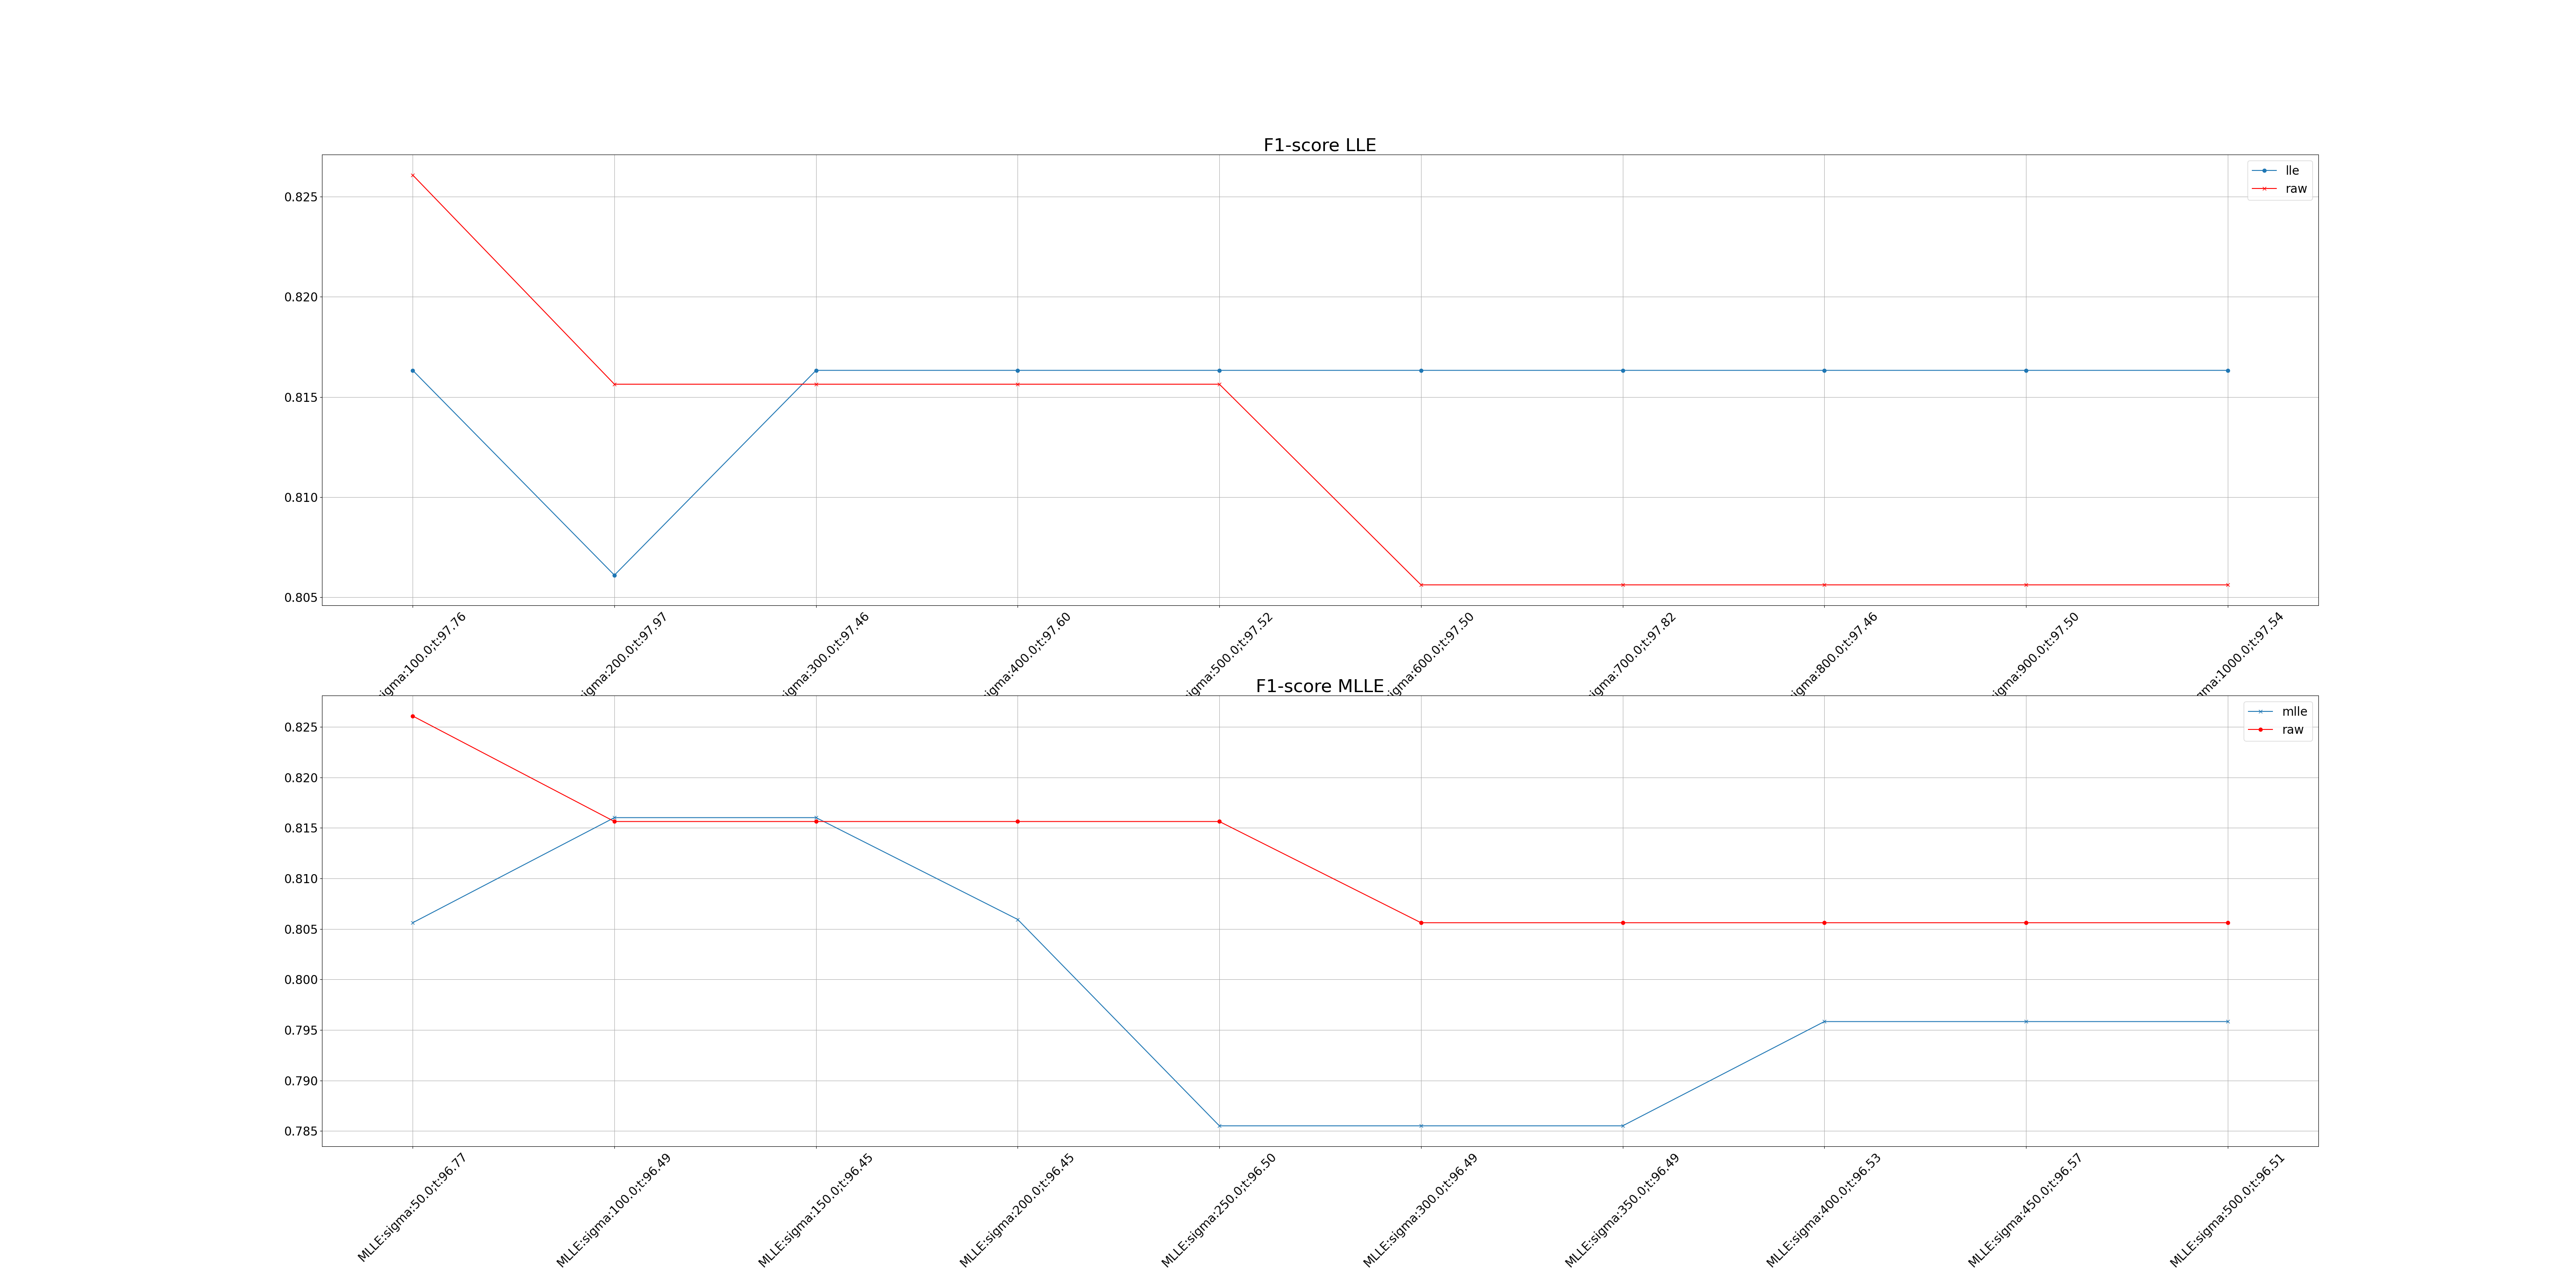 F1-score LLE
lle
raw
0.825
0.820
0.815
0.810
0.805
igma:100.0;t:97.76
igma:200.0;t:97.97
igma:300.0;t:97.46
igma:400.0;t:97.60
igma:500.0;t:97.52
igma:600.0;t:97.50
igma:700.0;t:97.82
igma:800.0;t:97.46
igma:900.0;t:97.50
gma:1000.0;t:97.54
F1-score MLLE
mlle
raw
0.825
0.820
0.815
0.810
0.805
0.800
0.795
0.790
0.785
MLLE:sigma:50.0;t:96.77
MLLE:sigma:100.0;t:96.49
MLLE:sigma:150.0;t:96.45
MLLE:sigma:200.0;t:96.45
MLLE:sigma:250.0;t:96.50
MLLE:sigma:300.0;t:96.49
MLLE:sigma:350.0;t:96.49
MLLE:sigma:400.0;t:96.53
MLLE:sigma:450.0;t:96.57
MLLE:sigma:500.0;t:96.51